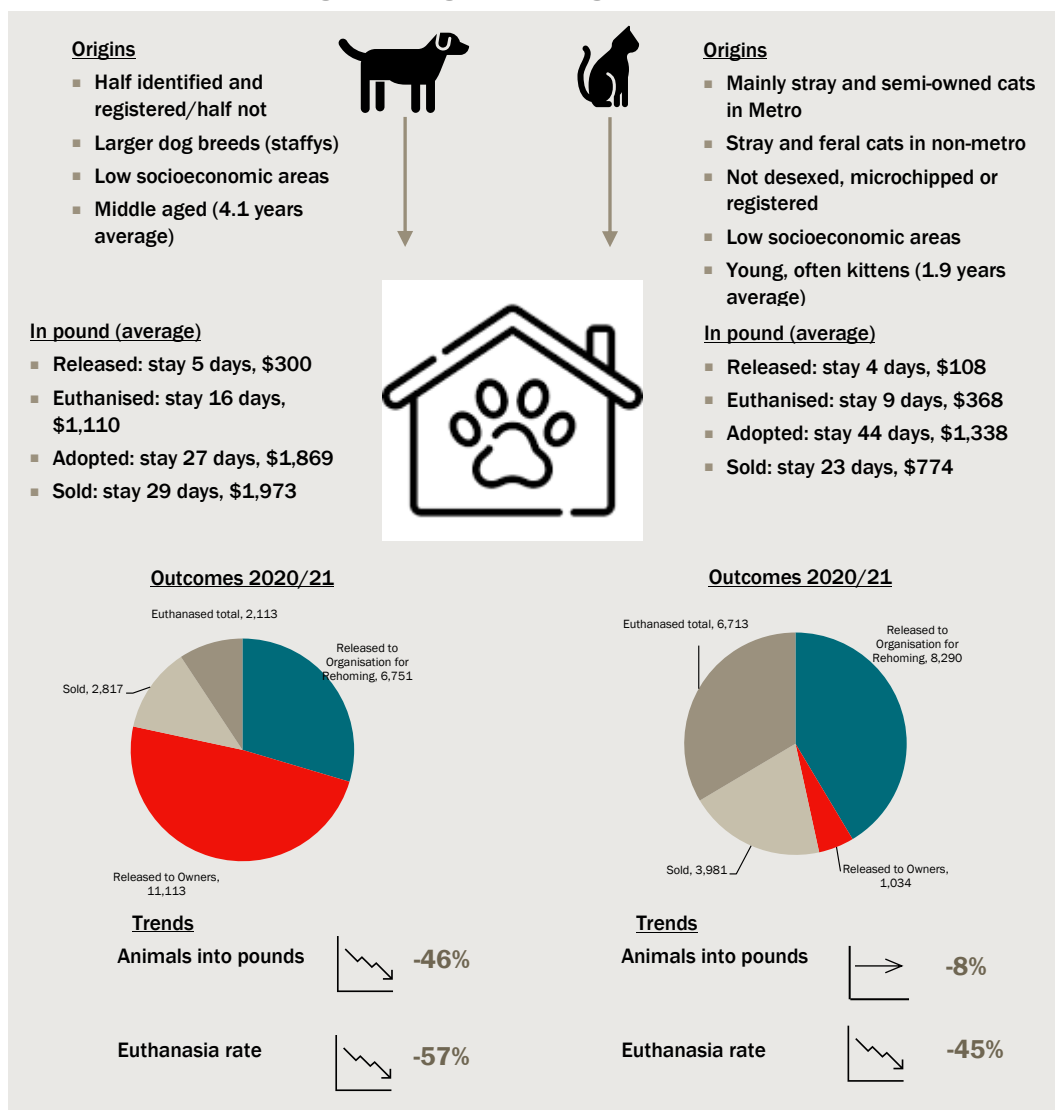 Origins
Half identified and
registered/half not
Larger dog breeds (staffys)
Low socioeconomic areas
Middle aged (4.1 years
average)
Origins
Mainly stray and semi-owned cats
in Metro
Stray and feral cats in non-metro
Not desexed, microchipped or
registered
Low socioeconomic areas
Young, often kittens (1.9 years
average)
In pound (average)
Released: stay 5 days, $300
Euthanised: stay 16 days,
$1,110
Adopted: stay 27 days, $1,869
Sold: stay 29 days, $1,973
In pound (average)
Released: stay 4 days, $108
Euthanised: stay 9 days, $368
Adopted: stay 44 days, $1,338
Sold: stay 23 days, $774
Outcomes 2020/21
Euthanased total, 2,113
Released to
Organisation for
Rehoming, 6,751
Sold, 2,817
Released to Owners,
11,113
Outcomes 2020/21
Euthanased total, 6,713
Released to
Organisation for
Rehoming, 8,290
Sold, 3,981
Released to Owners,
1,034
Trends
Animals into pounds
-46%
Euthanasia rate
-57%
Trends
Animals into pounds
-8%
Euthanasia rate
-45%